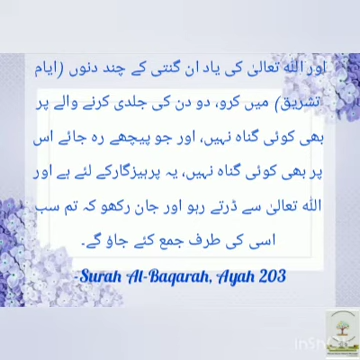 اور اللہ تعالیٰ کی یاد ان گنتی کے چند دنوں (ایام
تشریق) میں کرو، دو دن کی جلدی کرنے والے پر
بھی کوئی گناہ نہیں، اور جو پیچھے رہ جائے اس
پر بھی کوئی گناہ نہیں، یہ پرہیزگارکے لئے ہے اور
اللہ تعالیٰ سے ڈرتے رہو اور جان رکھو کہ تم سب
اسی کی طرف جمع کئے جاؤ گے۔
-Surah Al-Baqarah, Ayah 203